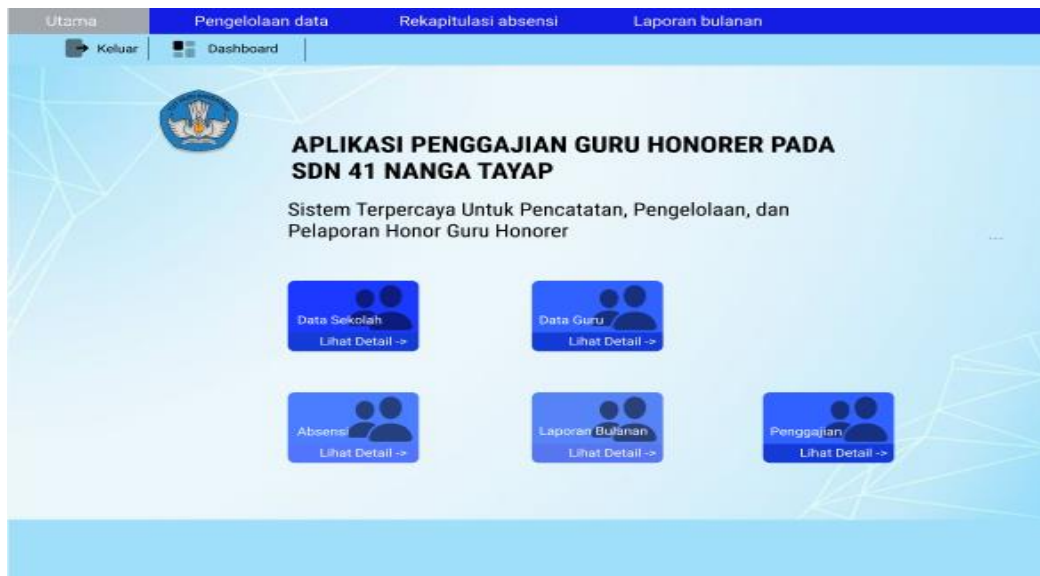 Utama Pengelolaan data Rekapitulasi absensi Laporan bulanan
Keluar Dashboard
APLIKASI PENGGAJIAN GURU HONORER PADA
SDN 41 NANGA TAYAP
Sistem Terpercaya Untuk Pencatatan, Pengelolaan, dan
Pelaporan Honor Guru Honorer
...
Data Sekolah
Lihat Detail ->
Data Guru
Lihat Detail ->
Absensi
Lihat Detail ->
Laporan Bulanan
Lihat Detail ->
Penggajian
Lihat Detail ->